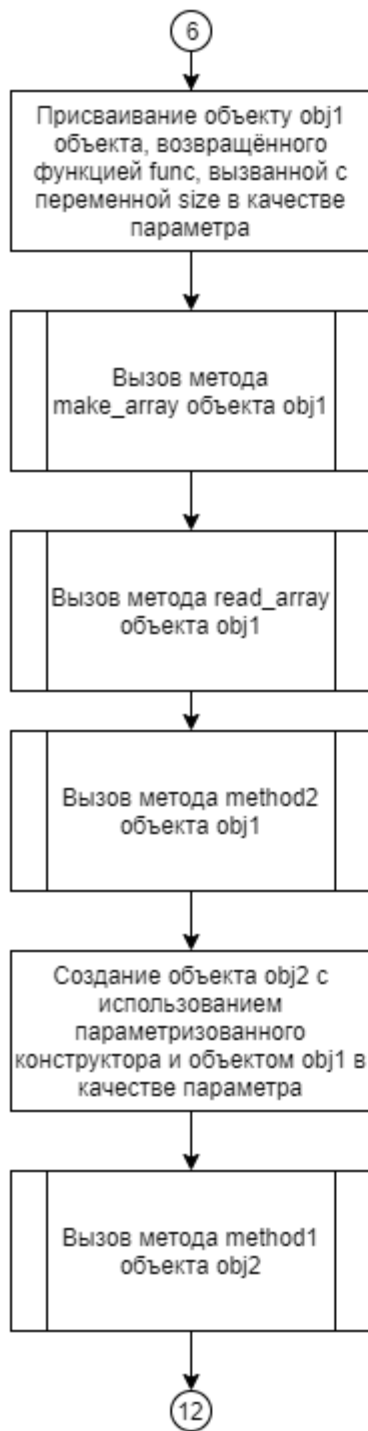 6
Присваивание объекту obj1
объекта, возвращённого
функцией func, вызванной с
переменной size в качестве
параметра
Вызов метода
make_array объекта obj1
Вызов метода read_array
объекта obj1
Вызов метода method2
объекта obj1
Создание объекта obj2 с
использованием
параметризованного
конструктора и объектом obj1 в
качестве параметра
Вызов метода method1
объекта obj2
12